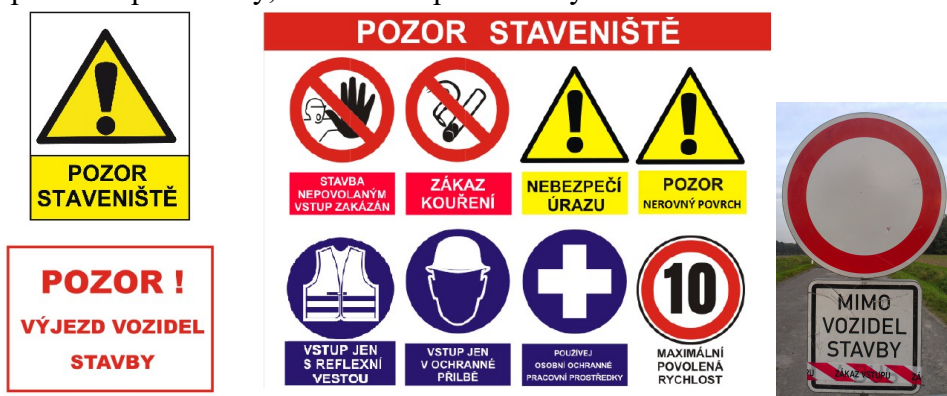 POZOR
STAVENIŠTĚ
POZOR !
VÝJEZD VOZIDEL
STAVBY
POZOR STAVENIŠTĚ
STAVBA
NEPOVOLANÝM
VSTUP ZAKÁZÁN
ZÁKAZ
KOUŘENÍ
NEBEZPEČÍ
ÚRAZU
POZOR
NEROVNÝ POVRCH
VSTUP JEN
S REFLEXNÍ
VESTOU
VSTUP JEN
V OCHRANNÉ
PŘILBĚ
POUŽÍVEJ
OSOBNÍ OCHRANNÉ
PRACOVNÍ PROSTŘEDKY
10
MAXIMÁLNÍ
POVOLENÁ
RYCHLOST
MIMO
VOZIDEL
STAVBY
ZÁKAZ VSTUPU ZÁ